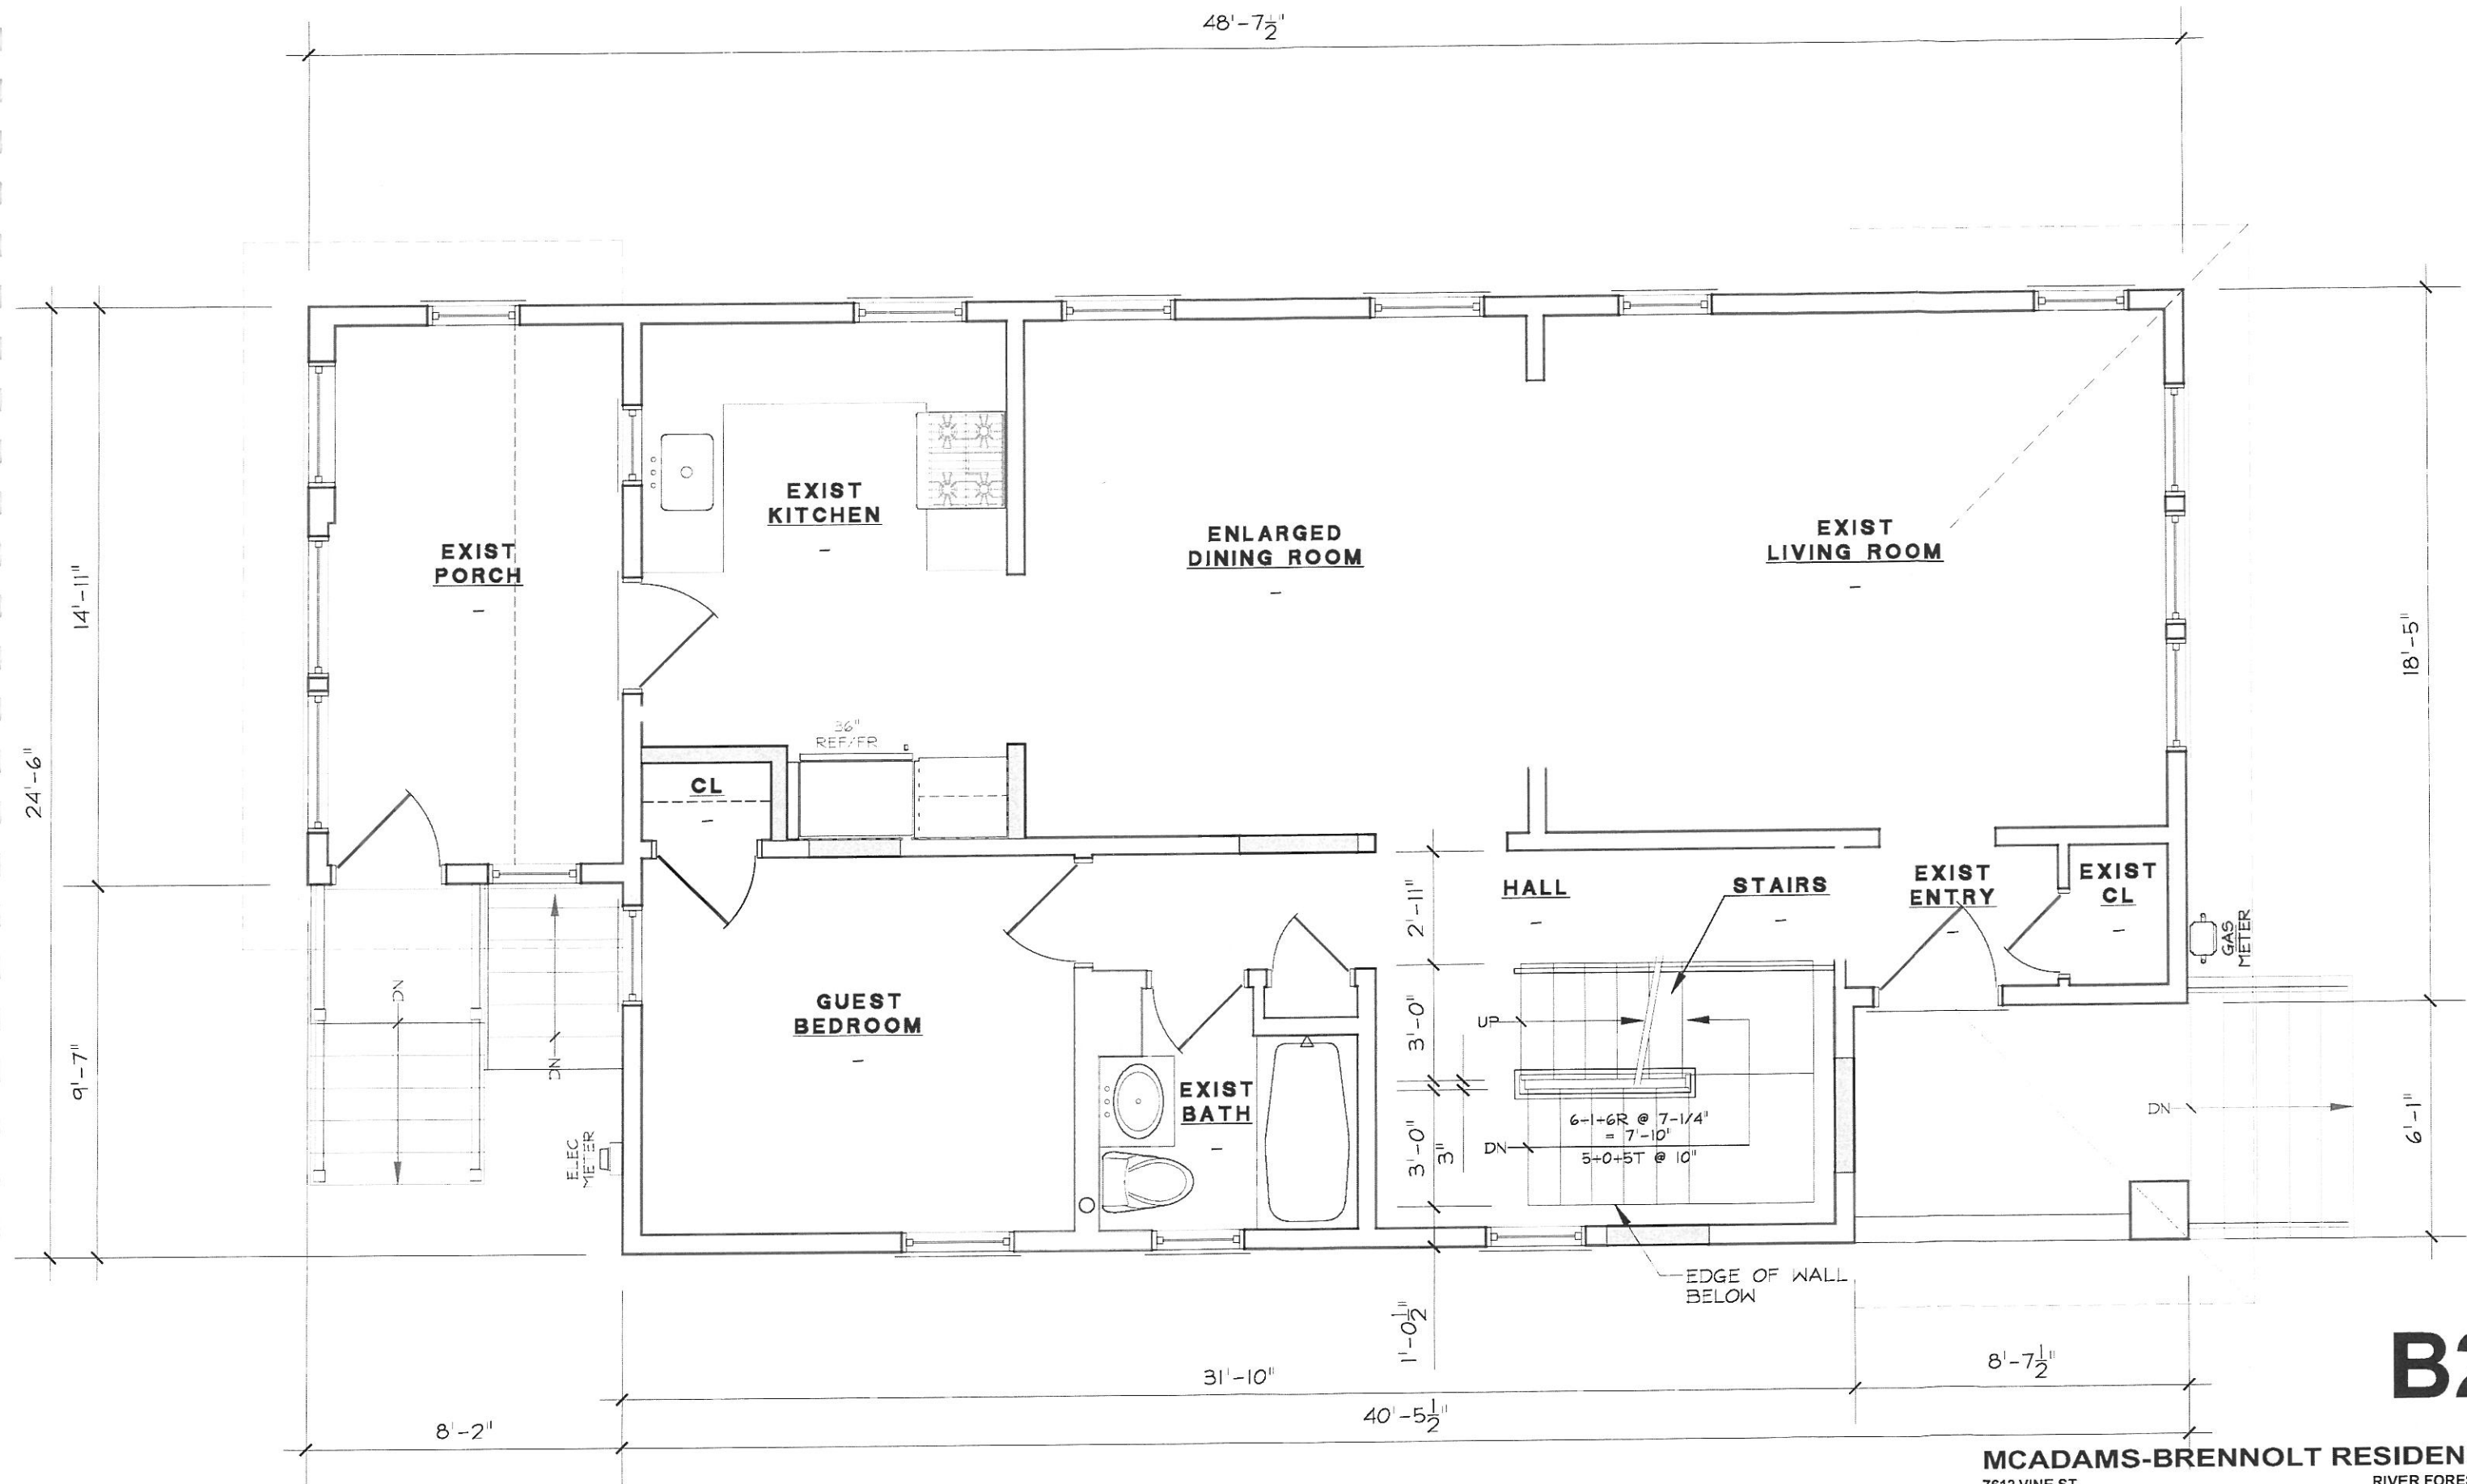 48'-7 1/2"
EXIST
KITCHEN
-
ENLARGED
DINING ROOM
-
EXIST
LIVING ROOM
-
EXIST
PORCH
-
14'-11"
24'-6"
9'-7"
18'-5"
6'-1"
36"
REF/FR
CL
-
HALL
-
STAIRS
-
EXIST
ENTRY
-
EXIST
CL
-
GAS
METER
2'-11"
3'-0"
3'-0"
3"
1'-0 1/2"
GUEST
BEDROOM
-
EXIST
BATH
-
UP
DN
6+1+6R @ 7-1/4"
= 7'-10"
5+0+5T @ 10"
DN
DN
DN
ELEC
METER
EDGE OF WALL
BELOW
31'-10"
8'-7 1/2"
40'-5 1/2"
8'-2"
MCADAMS-BRENNOLT
7612 VINE ST
RIVER